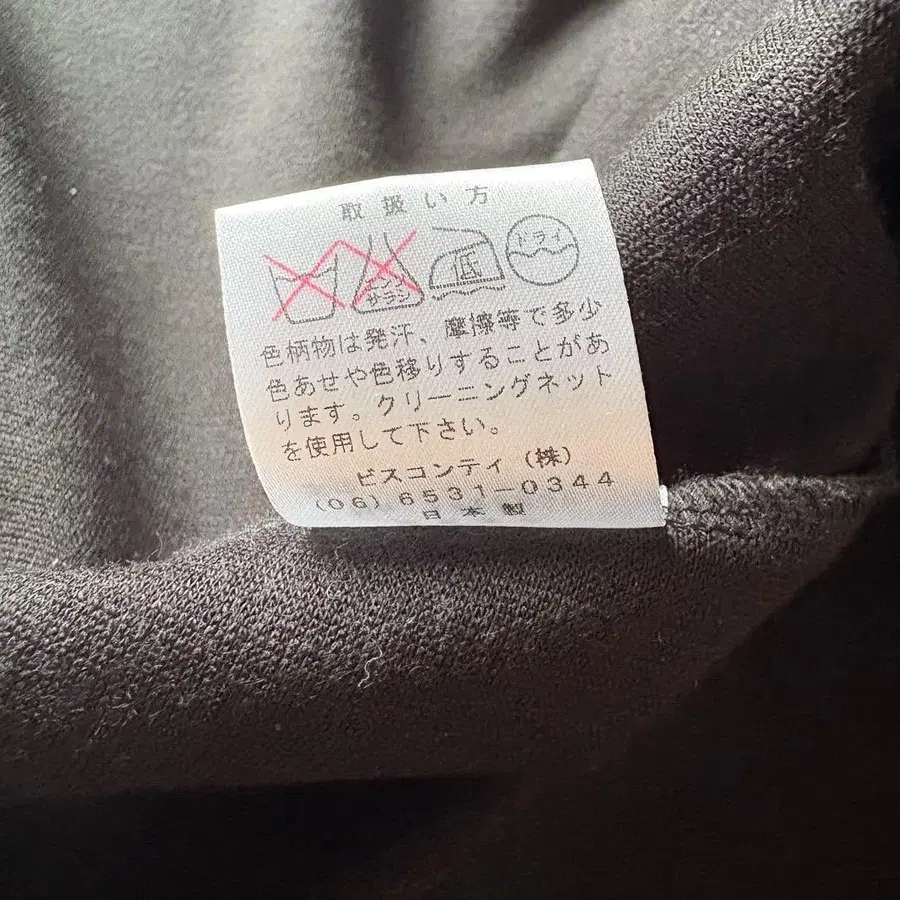 取扱い方
エンソ
サラシ
低
ドライ
色柄物は発汗、摩擦等で多少
色あせや色移りすることがあ
ります。クリーニングネット
を使用して下さい。
ビスコンティ（株）
（06）6531－0344
日本製